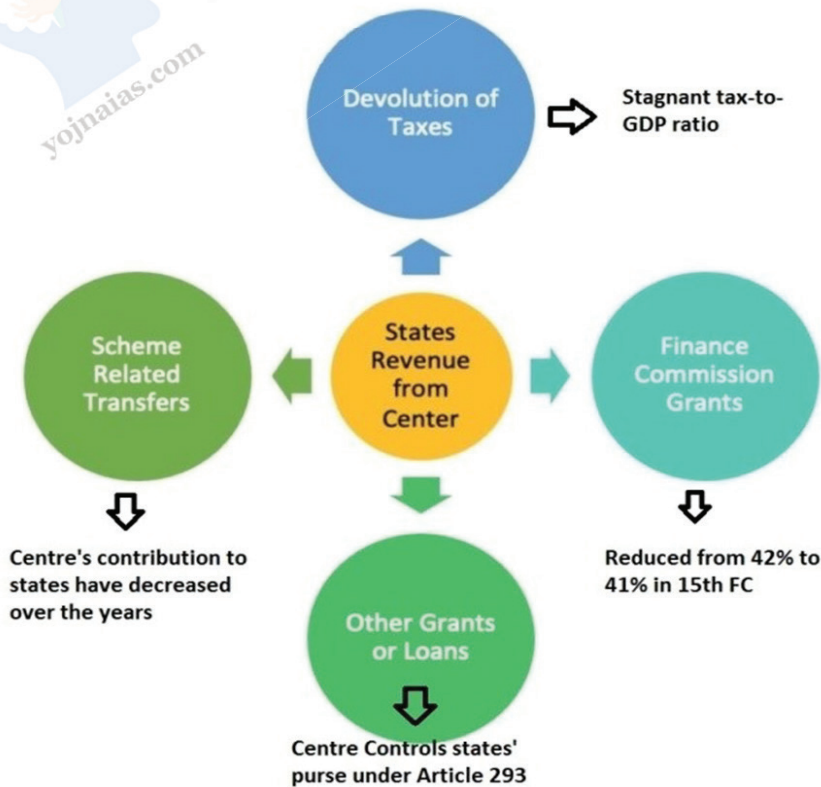 yojnaias.com
Devolution of
Taxes
Stagnant tax-to-
GDP ratio
Scheme
Related
Transfers
States
Revenue
from
Center
Finance
Commission
Grants
Centre's contribution to
states have decreased
over the years
Reduced from 42% to
41% in 15th FC
Other Grants
or Loans
Centre Controls states'
purse under Article 293